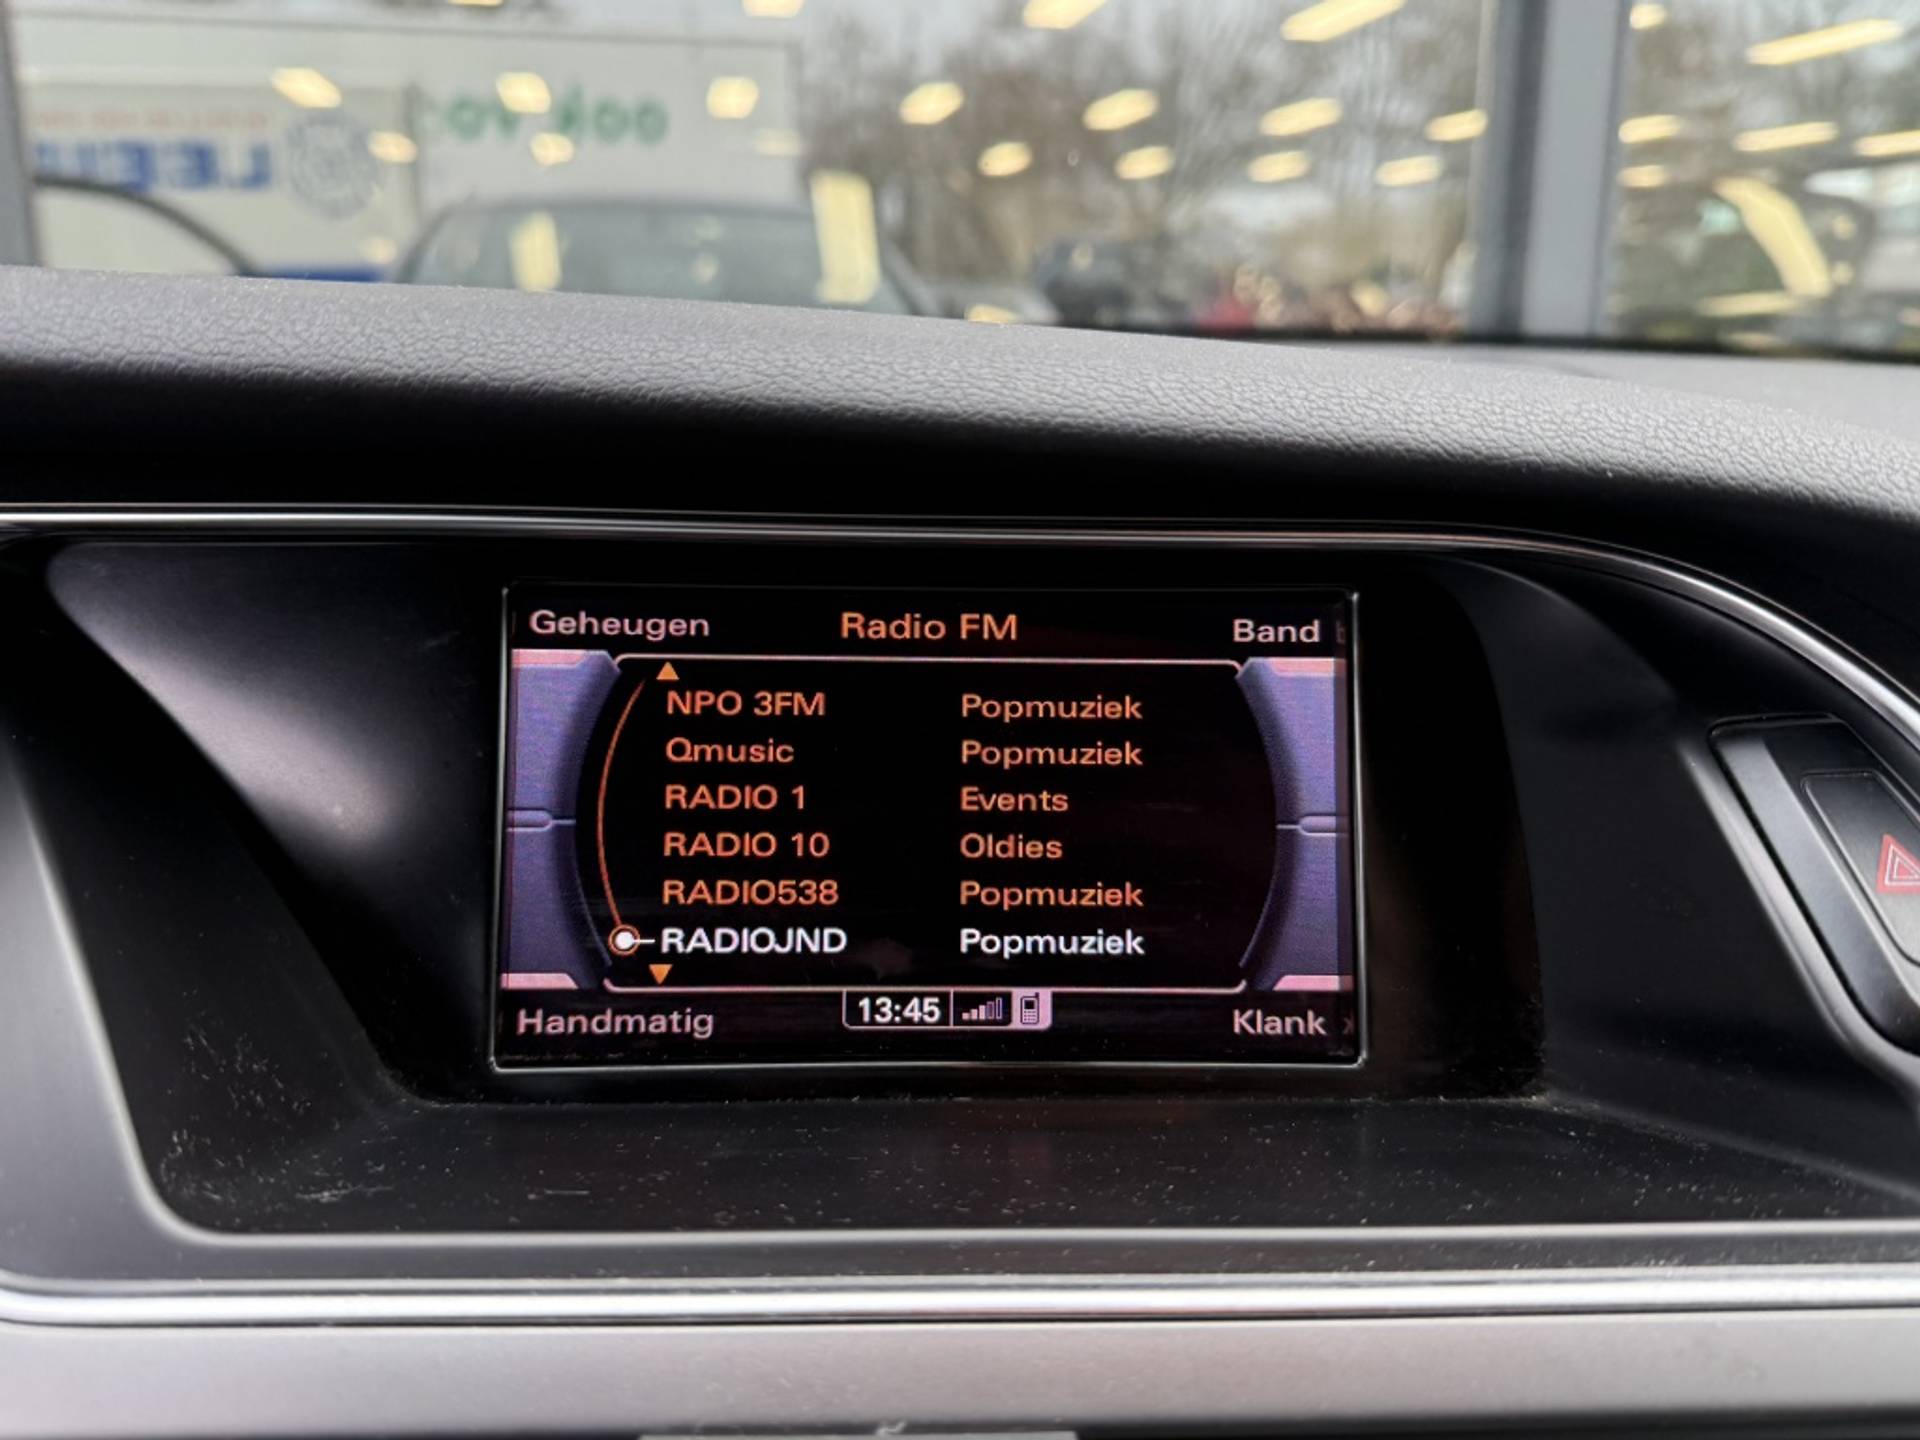 Geheugen Radio FM Band
NPO 3FM Popmuziek
Qmusic Popmuziek
RADIO 1 Events
RADIO 10 Oldies
RADIO538 Popmuziek
RADIOJND Popmuziek
Handmatig 13:45 Klank